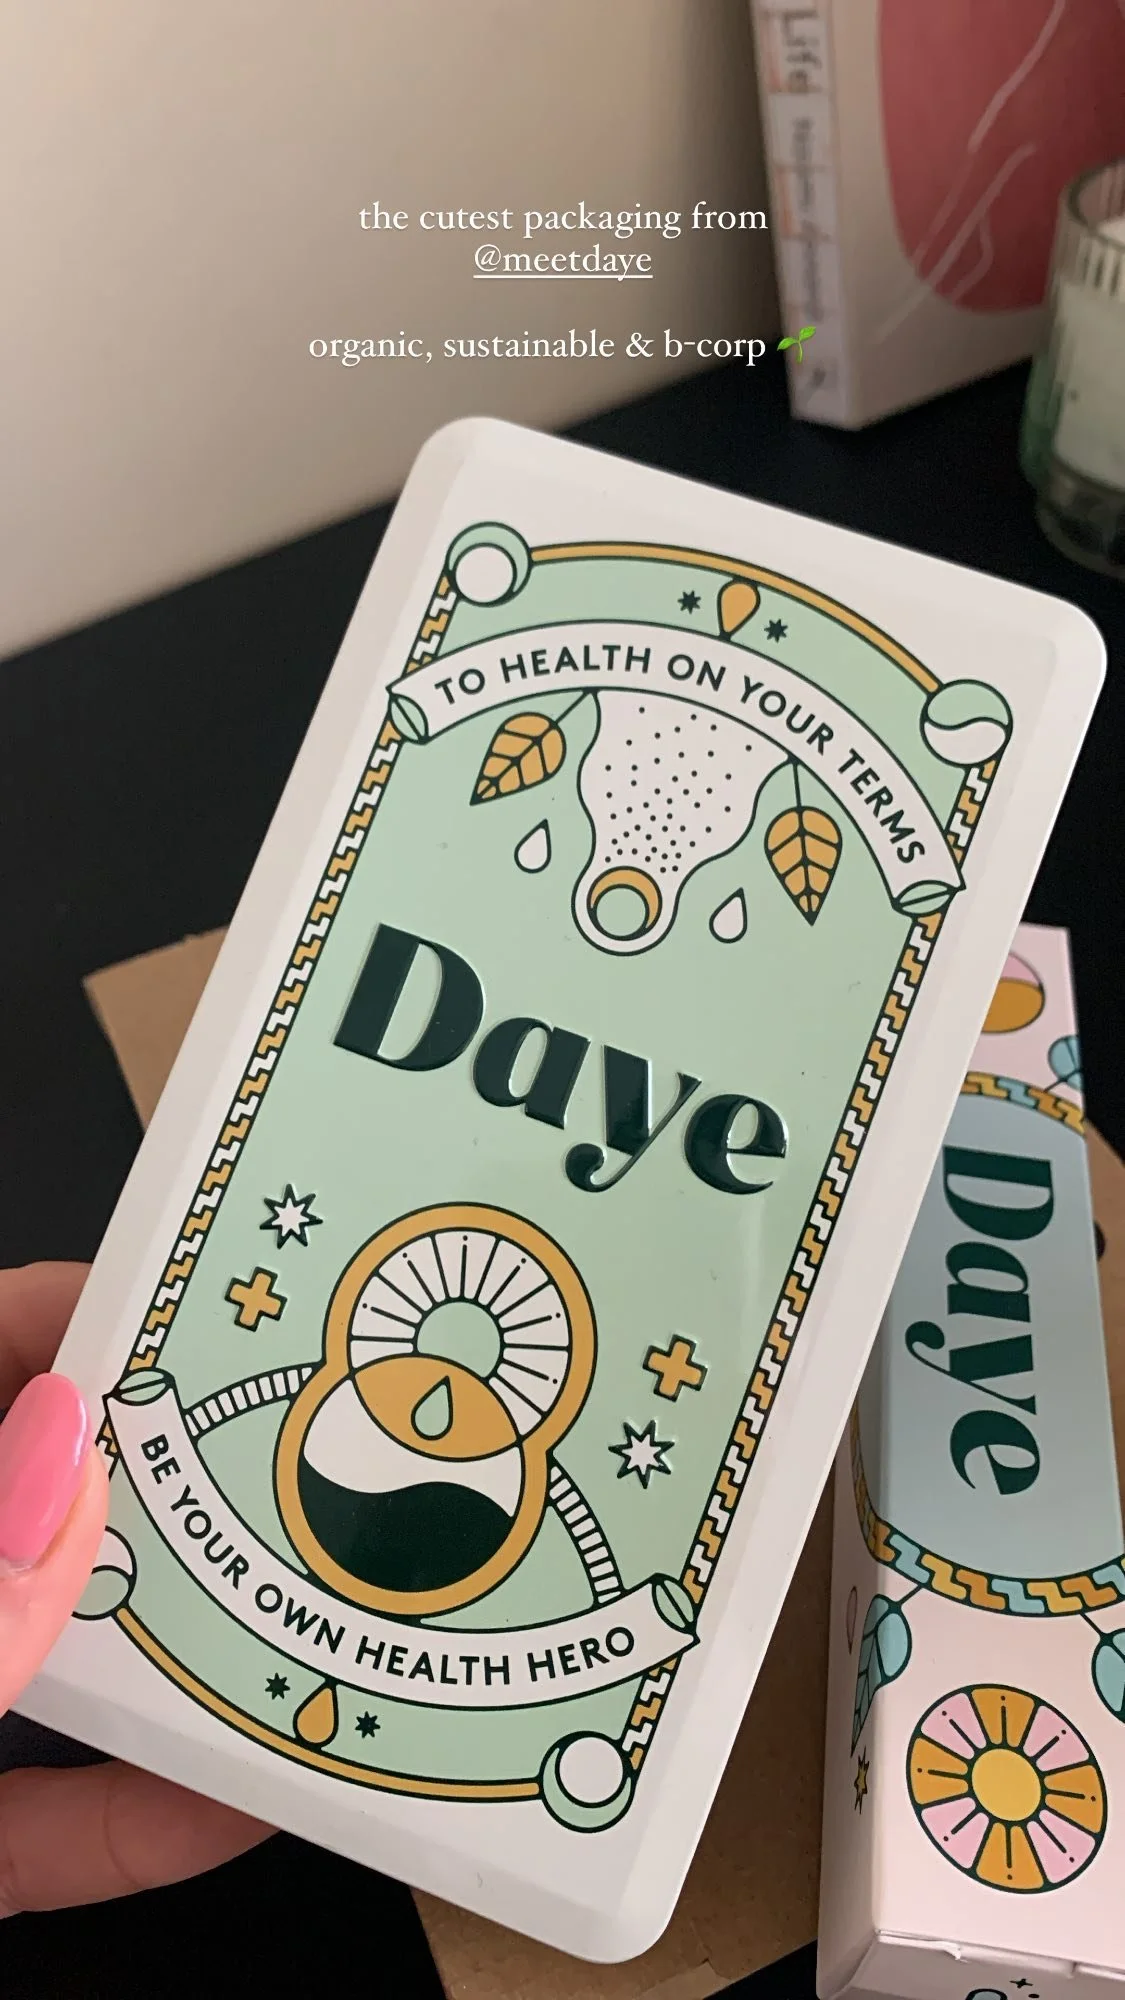 the cutest packaging from
@meetdaye
organic, sustainable & b-corp
TO HEALTH ON YOUR TERMS
Daye
BE YOUR OWN HEALTH HERO
Daye
Life